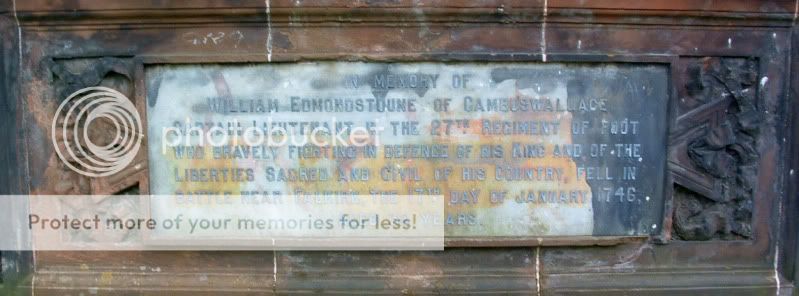 IN MEMORY OF
WILLIAM EDMONDSTOUNE OF CAMBUSWALLACE
CAPTAIN LIEUTENANT IN THE 27TH REGIMENT OF FOOT
WHO BRAVELY FIGHTING IN DEFENCE OF HIS KING AND OF THE
LIBERTIES SACRED AND CIVIL OF HIS COUNTRY, FELL IN
BATTLE NEAR FALKIRK, THE 17TH DAY OF JANUARY 1746,
YEARS.
photobucket
Protect more of your memories for less!